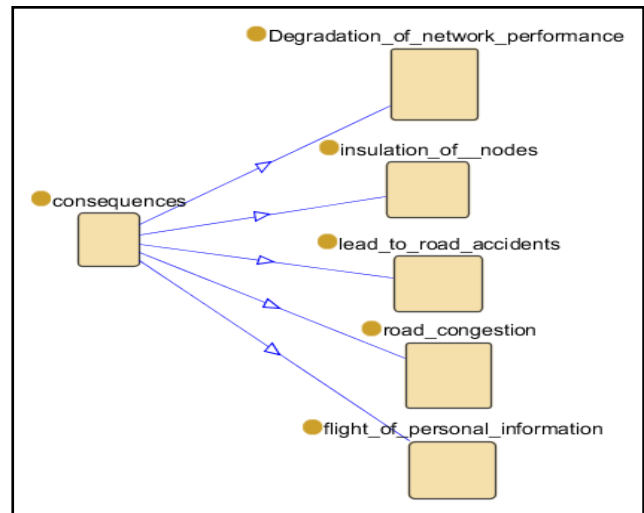 Degradation_of_network_performance
insulation_of__nodes
consequences
lead_to_road_accidents
road_congestion
flight_of_personal_information